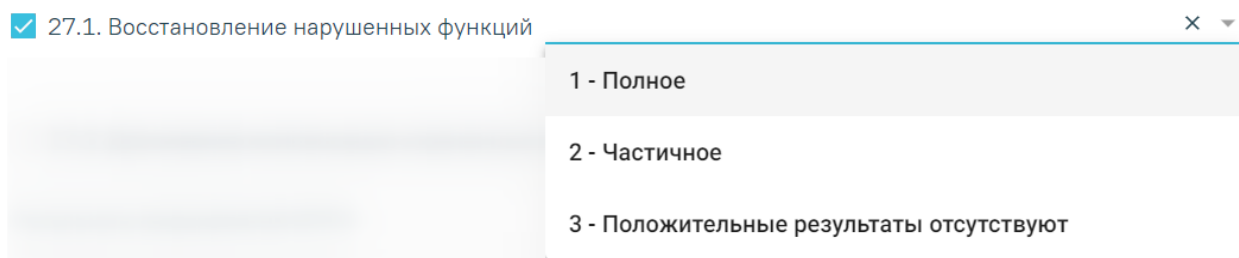 27.1. Восстановление нарушенных функций
1 - Полное
2 - Частичное
3 - Положительные результаты отсутствуют